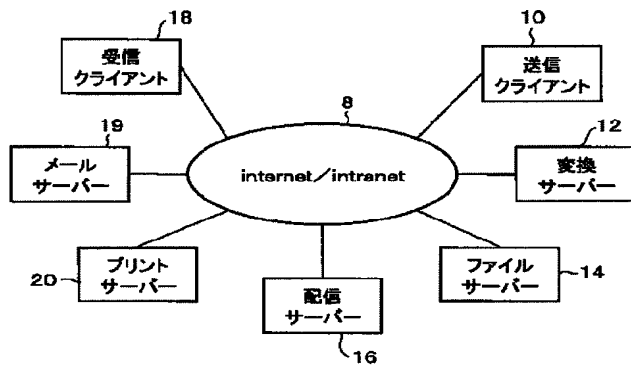 18
受信
クライアント
10
送信
クライアント
8
19
メール
サーバー
internet/intranet
12
変換
サーバー
20
プリント
サーバー
配信
サーバー
16
ファイル
サーバー
14